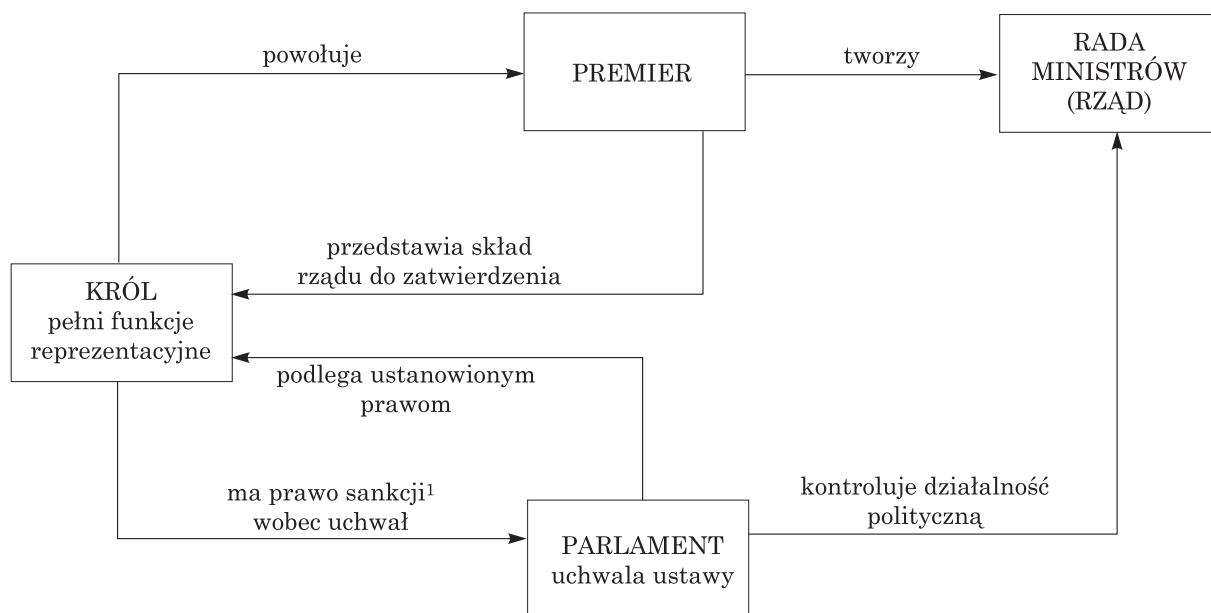 powołuje
PREMIER
tworzy
RADA
MINISTRÓW
(RZĄD)
przedstawia skład
rządu do zatwierdzenia
KRÓL
pełni funkcje
reprezentacyjne
podlega ustanowionym
prawom
ma prawo sankcji¹
wobec uchwał
PARLAMENT
uchwala ustawy
kontroluje działalność
polityczną